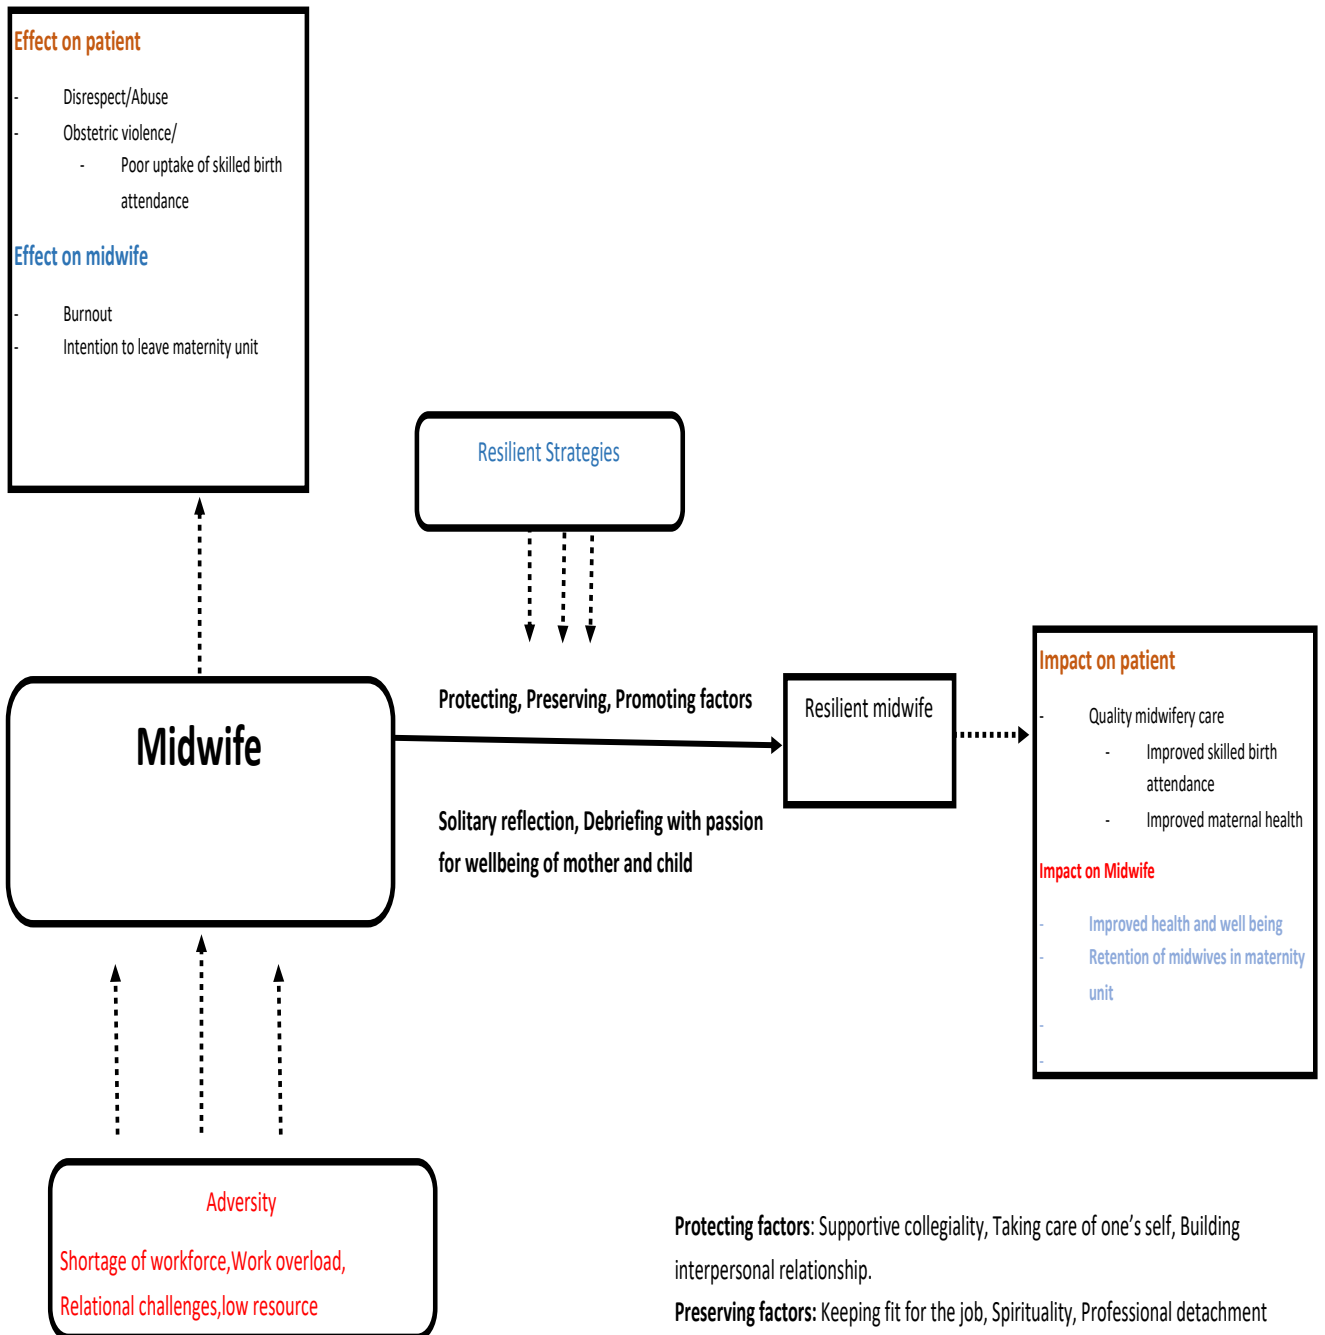 Effect on patient
- Disrespect/Abuse
- Obstetric violence/
- Poor uptake of skilled birth
attendance
Effect on midwife
- Burnout
- Intention to leave maternity unit
Resilient Strategies
Midwife
Protecting, Preserving, Promoting factors
Solitary reflection, Debriefing with passion
for wellbeing of mother and child
Resilient midwife
Impact on patient
- Quality midwifery care
- Improved skilled birth
attendance
- Improved maternal health
Impact on Midwife
- Improved health and well being
- Retention of midwives in maternity
unit
-
-
Adversity
Shortage of workforce,Work overload,
Relational challenges,low resource
Protecting factors: Supportive collegiality, Taking care of one’s self, Building
interpersonal relationship.
Preserving factors: Keeping fit for the job, Spirituality, Professional detachment